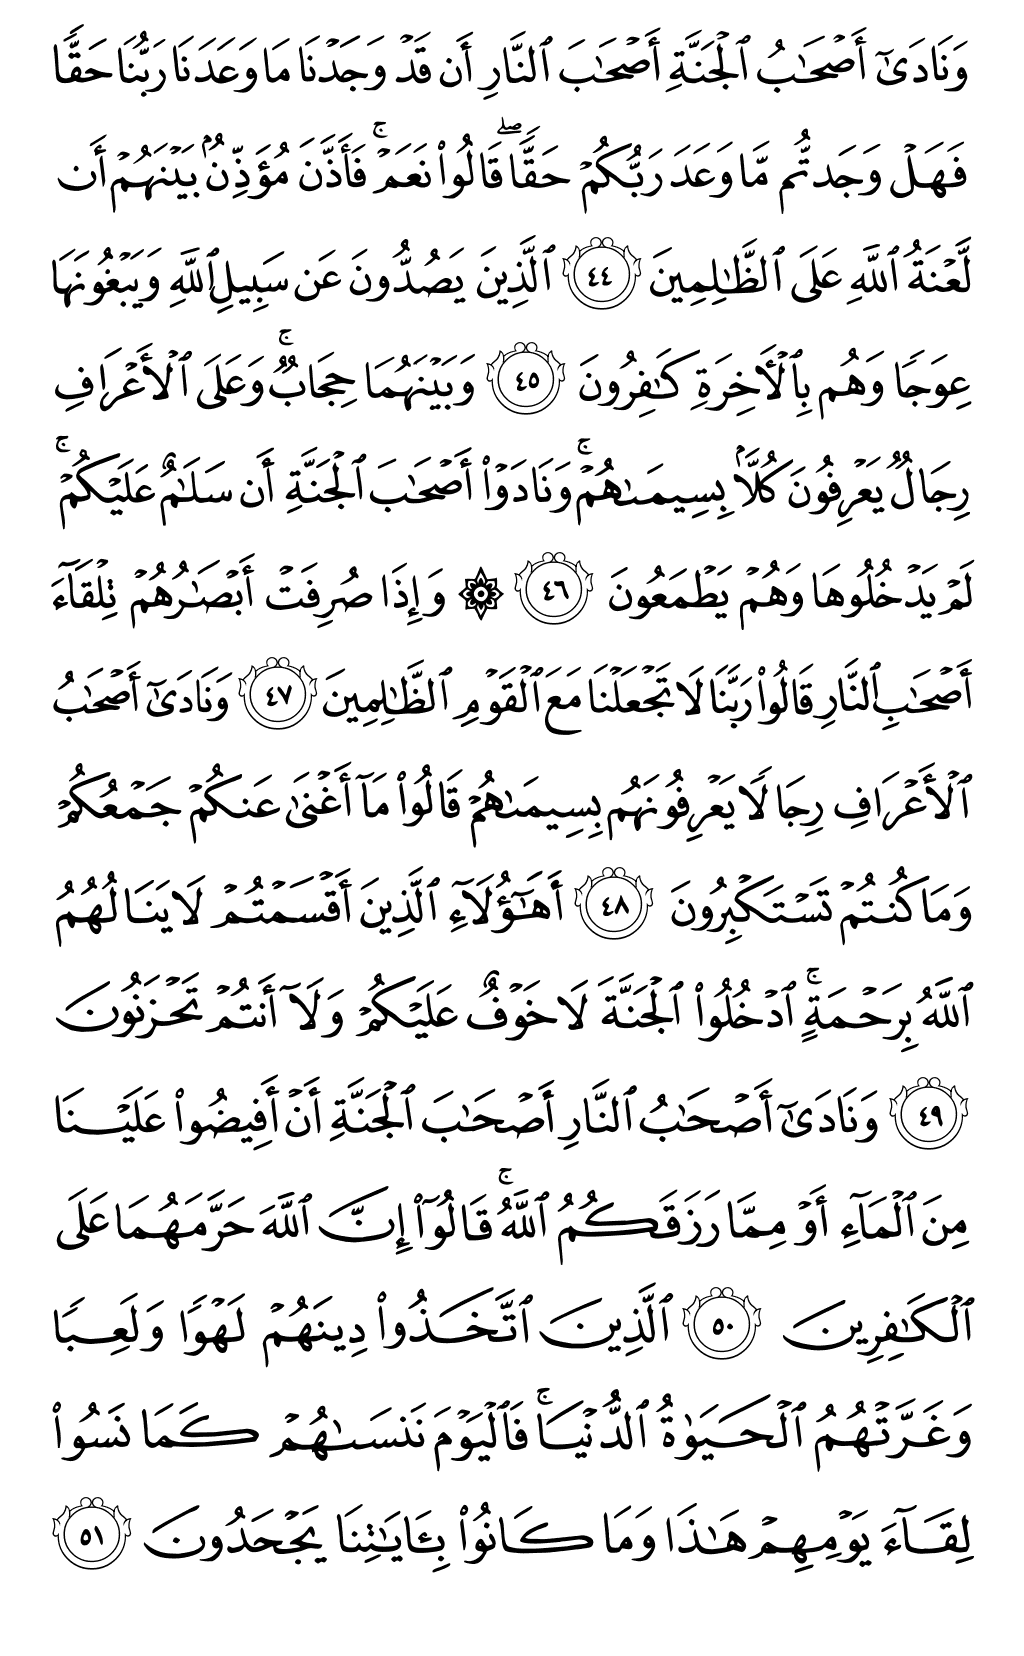 وَنَادَىٰٓ أَصۡحَٰبُ ٱلۡجَنَّةِ أَصۡحَٰبَ ٱلنَّارِ أَن قَدۡ وَجَدۡنَا مَا وَعَدَنَا رَبُّنَا حَقّٗا
فَهَلۡ وَجَدتُّم مَّا وَعَدَ رَبُّكُمۡ حَقّٗاۖ قَالُواْ نَعَمۡۚ فَأَذَّنَ مُؤَذِّنُۢ بَيۡنَهُمۡ أَن
لَّعۡنَةُ ٱللَّهِ عَلَى ٱلظَّٰلِمِينَ ٤٤ ٱلَّذِينَ يَصُدُّونَ عَن سَبِيلِ ٱللَّهِ وَيَبۡغُونَهَا
عِوَجٗا وَهُم بِٱلۡأٓخِرَةِ كَٰفِرُونَ ٤٥ وَبَيۡنَهُمَا حِجَابٞۚ وَعَلَى ٱلۡأَعۡرَافِ
رِجَالٞ يَعۡرِفُونَ كُلَّۢا بِسِيمَىٰهُمۡۚ وَنَادَوۡاْ أَصۡحَٰبَ ٱلۡجَنَّةِ أَن سَلَٰمٌ عَلَيۡكُمۡۚ
لَمۡ يَدۡخُلُوهَا وَهُمۡ يَطۡمَعُونَ ٤٦ ۞ وَإِذَا صُرِفَتۡ أَبۡصَٰرُهُمۡ تِلۡقَآءَ
أَصۡحَٰبِ ٱلنَّارِ قَالُواْ رَبَّنَا لَا تَجۡعَلۡنَا مَعَ ٱلۡقَوۡمِ ٱلظَّٰلِمِينَ ٤٧ وَنَادَىٰٓ أَصۡحَٰبُ
ٱلۡأَعۡرَافِ رِجَالٗا يَعۡرِفُونَهُم بِسِيمَىٰهُمۡ قَالُواْ مَآ أَغۡنَىٰ عَنكُمۡ جَمۡعُكُمۡ
وَمَا كُنتُمۡ تَسۡتَكۡبِرُونَ ٤٨ أَهَٰٓؤُلَآءِ ٱلَّذِينَ أَقۡسَمۡتُمۡ لَا يَنَالُهُمُ
ٱللَّهُ بِرَحۡمَةٍۚ ٱدۡخُلُواْ ٱلۡجَنَّةَ لَا خَوۡفٌ عَلَيۡكُمۡ وَلَآ أَنتُمۡ تَحۡزَنُونَ
٤٩ وَنَادَىٰٓ أَصۡحَٰبُ ٱلنَّارِ أَصۡحَٰبَ ٱلۡجَنَّةِ أَنۡ أَفِيضُواْ عَلَيۡنَا
مِنَ ٱلۡمَآءِ أَوۡ مِمَّا رَزَقَكُمُ ٱللَّهُۚ قَالُوٓاْ إِنَّ ٱللَّهَ حَرَّمَهُمَا عَلَى
ٱلۡكَٰفِرِينَ ٥٠ ٱلَّذِينَ ٱتَّخَذُواْ دِينَهُمۡ لَهۡوٗا وَلَعِبٗا
وَغَرَّتۡهُمُ ٱلۡحَيَوٰةُ ٱلدُّنۡيَاۚ فَٱلۡيَوۡمَ نَنسَىٰهُمۡ كَمَا نَسُواْ
لِقَآءَ يَوۡمِهِمۡ هَٰذَا وَمَا كَانُواْ بِـَٔايَٰتِنَا يَجۡحَدُونَ ٥١